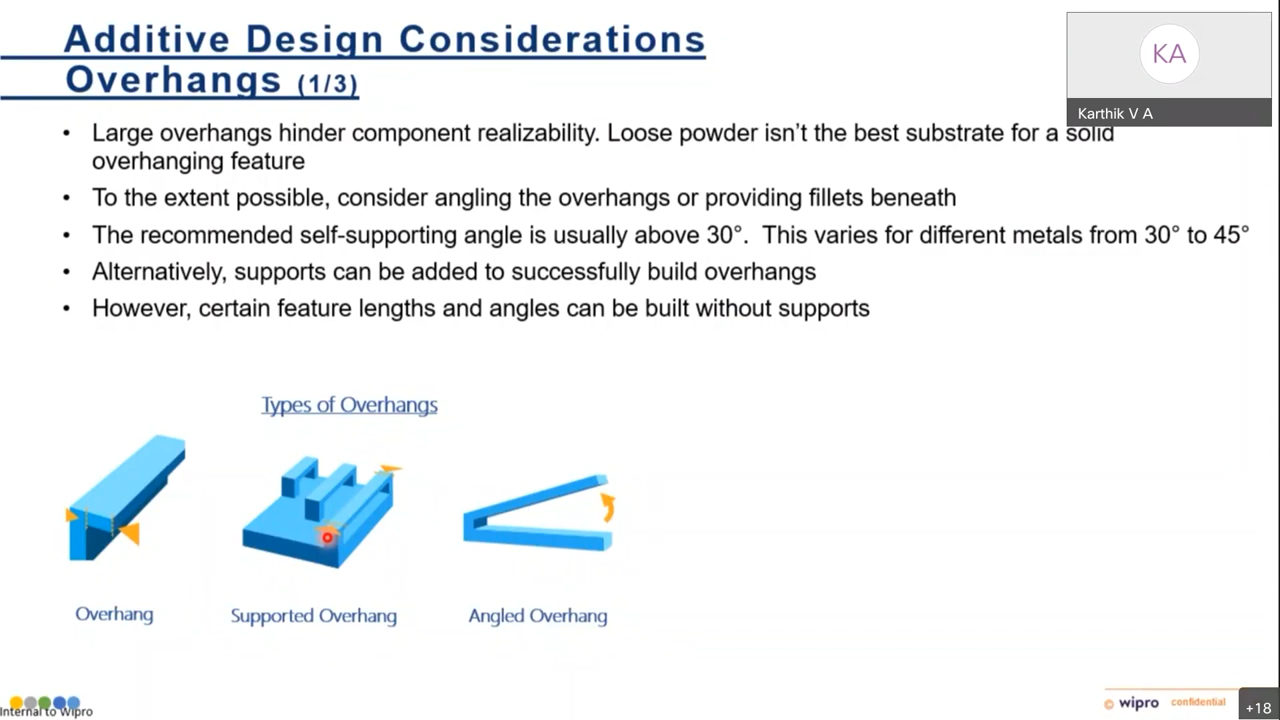 Additive Design Considerations
Overhangs (1/3)
KA
Karthik V A
• Large overhangs hinder component realizability. Loose powder isn’t the best substrate for a solid
overhanging feature
• To the extent possible, consider angling the overhangs or providing fillets beneath
• The recommended self-supporting angle is usually above 30°. This varies for different metals from 30° to 45°
• Alternatively, supports can be added to successfully build overhangs
• However, certain feature lengths and angles can be built without supports
Types of Overhangs
Overhang
Supported Overhang
Angled Overhang
Internal to Wipro
© wipro confidential
+18